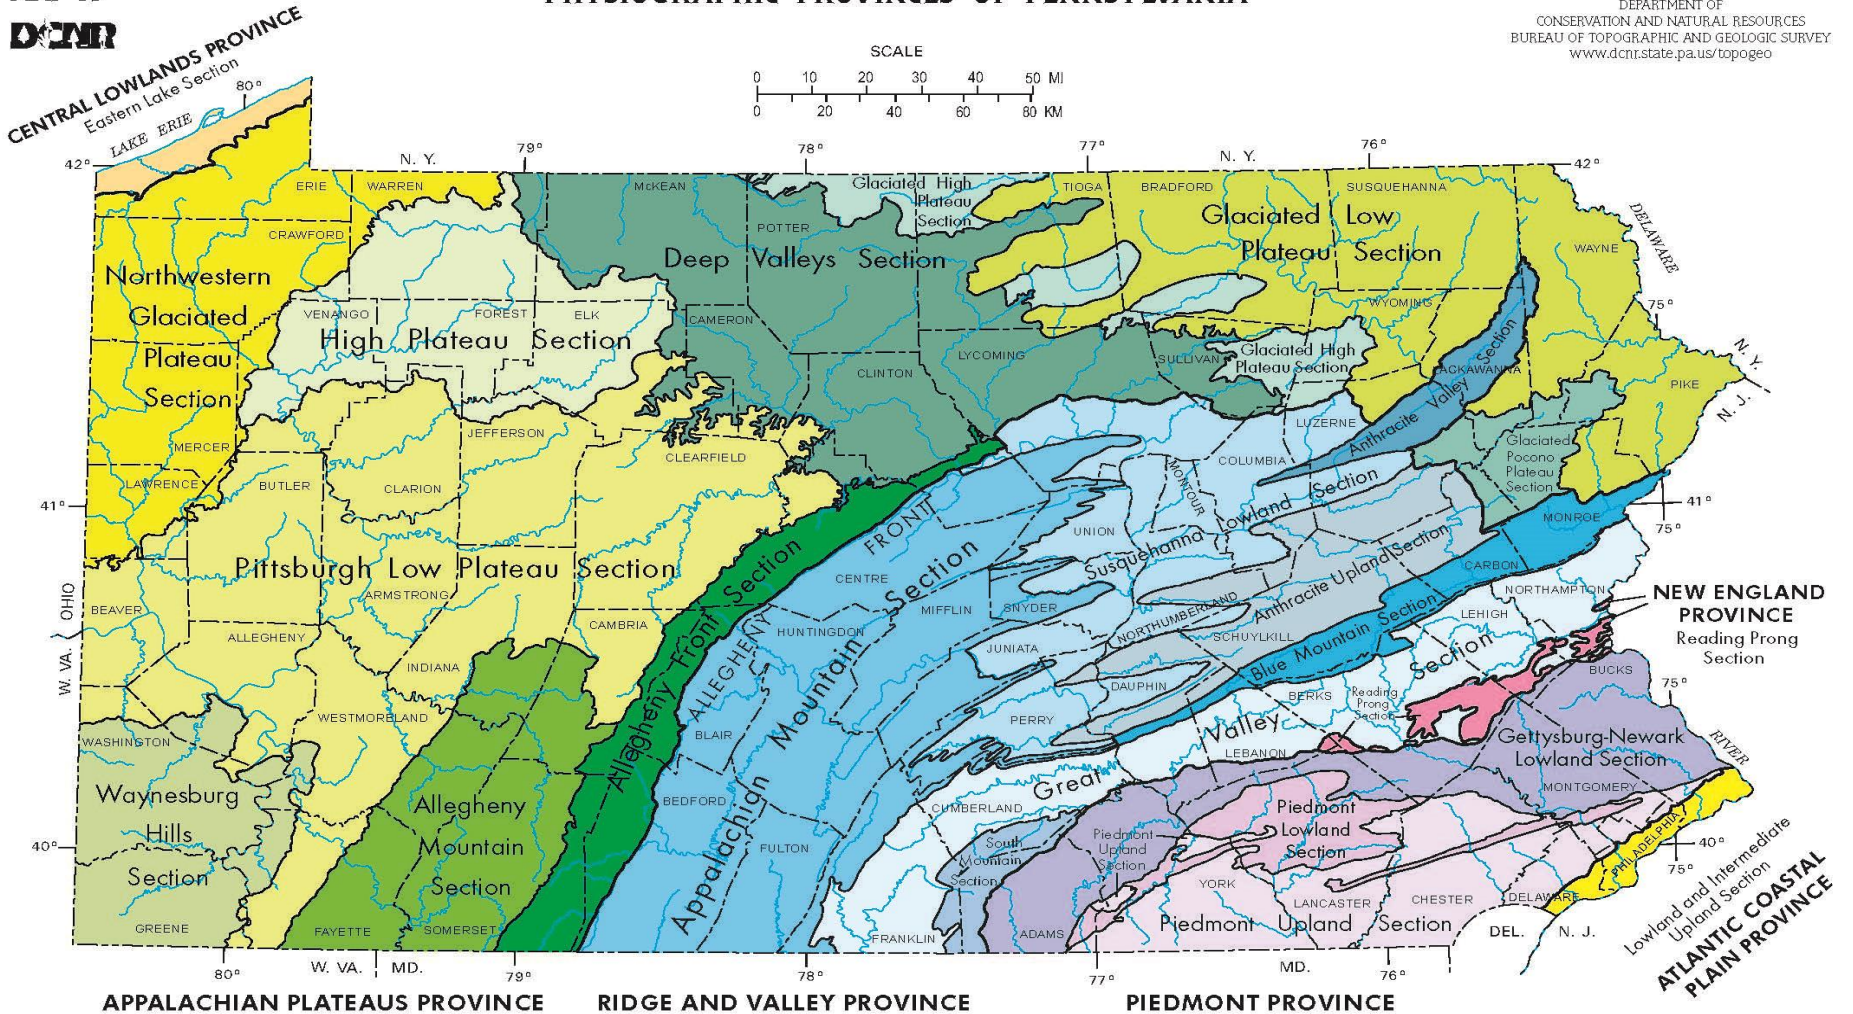 PHYSIOGRAPHIC PROVINCES OF PENNSYLVANIA
DCNR
DEPARTMENT OF
CONSERVATION AND NATURAL RESOURCES
BUREAU OF TOPOGRAPHIC AND GEOLOGIC SURVEY
www.dcnr.state.pa.us/topogeo
SCALE
0 10 20 30 40 50 MI
0 20 40 60 80 KM
CENTRAL LOWLANDS PROVINCE
Eastern Lake Section
LAKE ERIE
80°
42°
79°
78°
77°
76°
42°
N. Y.
N. Y.
ERIE
WARREN
McKEAN
Glaciated High
Plateau
Section
TIOGA
BRADFORD
SUSQUEHANNA
CRAWFORD
POTTER
Glaciated Low
Plateau Section
WAYNE
DELAWARE
Northwestern
Glaciated
Plateau
Section
Deep Valleys Section
75°
VENANGO
FOREST
ELK
High Plateau Section
CAMERON
WYOMING
LYCOMING
SULLIVAN
Glaciated High
Plateau Section
CLINTON
LACKAWANNA
Anthracite Valley Section
PIKE
N. Y.
N. J.
MERCER
JEFFERSON
CLEARFIELD
LUZERNE
COLUMBIA
Glaciated
Pocono
Plateau
Section
LAWRENCE
BUTLER
CLARION
MONTOUR
41°
41°
75°
MONROE
FRONT
UNION
Susquehanna Lowland Section
Pittsburgh Low Plateau Section
CENTRE
CARBON
ARMSTRONG
Anthracite Upland Section
NORTHAMPTON
NEW ENGLAND
PROVINCE
Reading Prong
Section
OHIO
W. VA.
BEAVER
ALLEGHENY
CAMBRIA
HUNTINGDON
MIFFLIN
SNYDER
NORTHUMBERLAND
SCHUYLKILL
LEHIGH
INDIANA
ALLEGHENY
JUNIATA
Blue Mountain Section
BUCKS
DAUPHIN
BERKS
Reading
Prong
Section
75°
WESTMORELAND
PERRY
WASHINGTON
BLAIR
Great Valley Section
LEBANON
Gettysburg-Newark
Lowland Section
RIVER
Allegheny Front Section
Appalachian Mountain Section
Waynesburg
Hills
Section
Allegheny
Mountain
Section
BEDFORD
CUMBERLAND
MONTGOMERY
Piedmont
Lowland
Section
Piedmont
Upland
Section
South
Mountain
Section
FULTON
PHILADELPHIA
40°
40°
75°
YORK
LANCASTER
CHESTER
DELAWARE
GREENE
FAYETTE
SOMERSET
FRANKLIN
ADAMS
Piedmont Upland Section
DEL.
N. J.
Lowland and Intermediate
Upland Section
ATLANTIC COASTAL
PLAIN PROVINCE
80°
W. VA.
MD.
79°
78°
77°
MD.
76°
APPALACHIAN PLATEAUS PROVINCE
RIDGE AND VALLEY PROVINCE
PIEDMONT PROVINCE